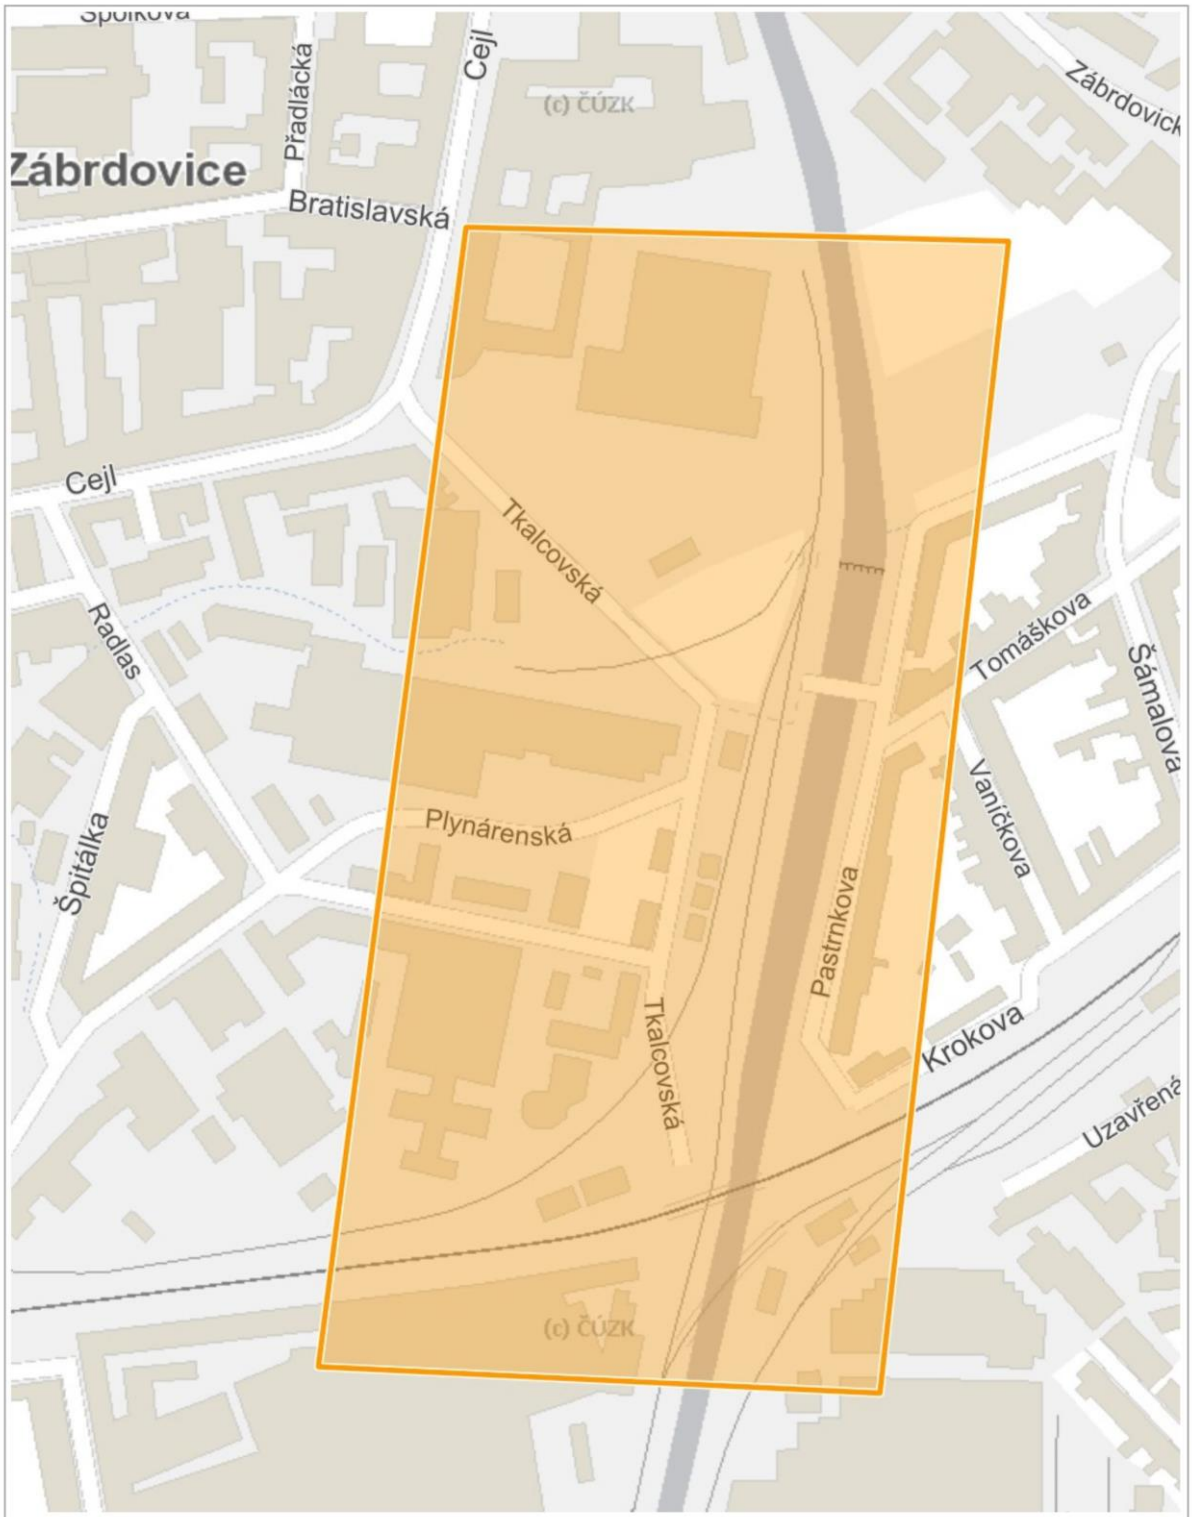 Spolkova
Cejl
Přadlácká
Zábrdovick
(c) ČÚZK
Zábrdovice
Bratislavská
Cejl
Tkalcovská
Radlas
Tomáškova
Šámalova
Vaníčkova
Plynárenská
Špitálka
Pastrnkova
Tkalcovská
Krokova
Uzavřená
(c) ČÚZK